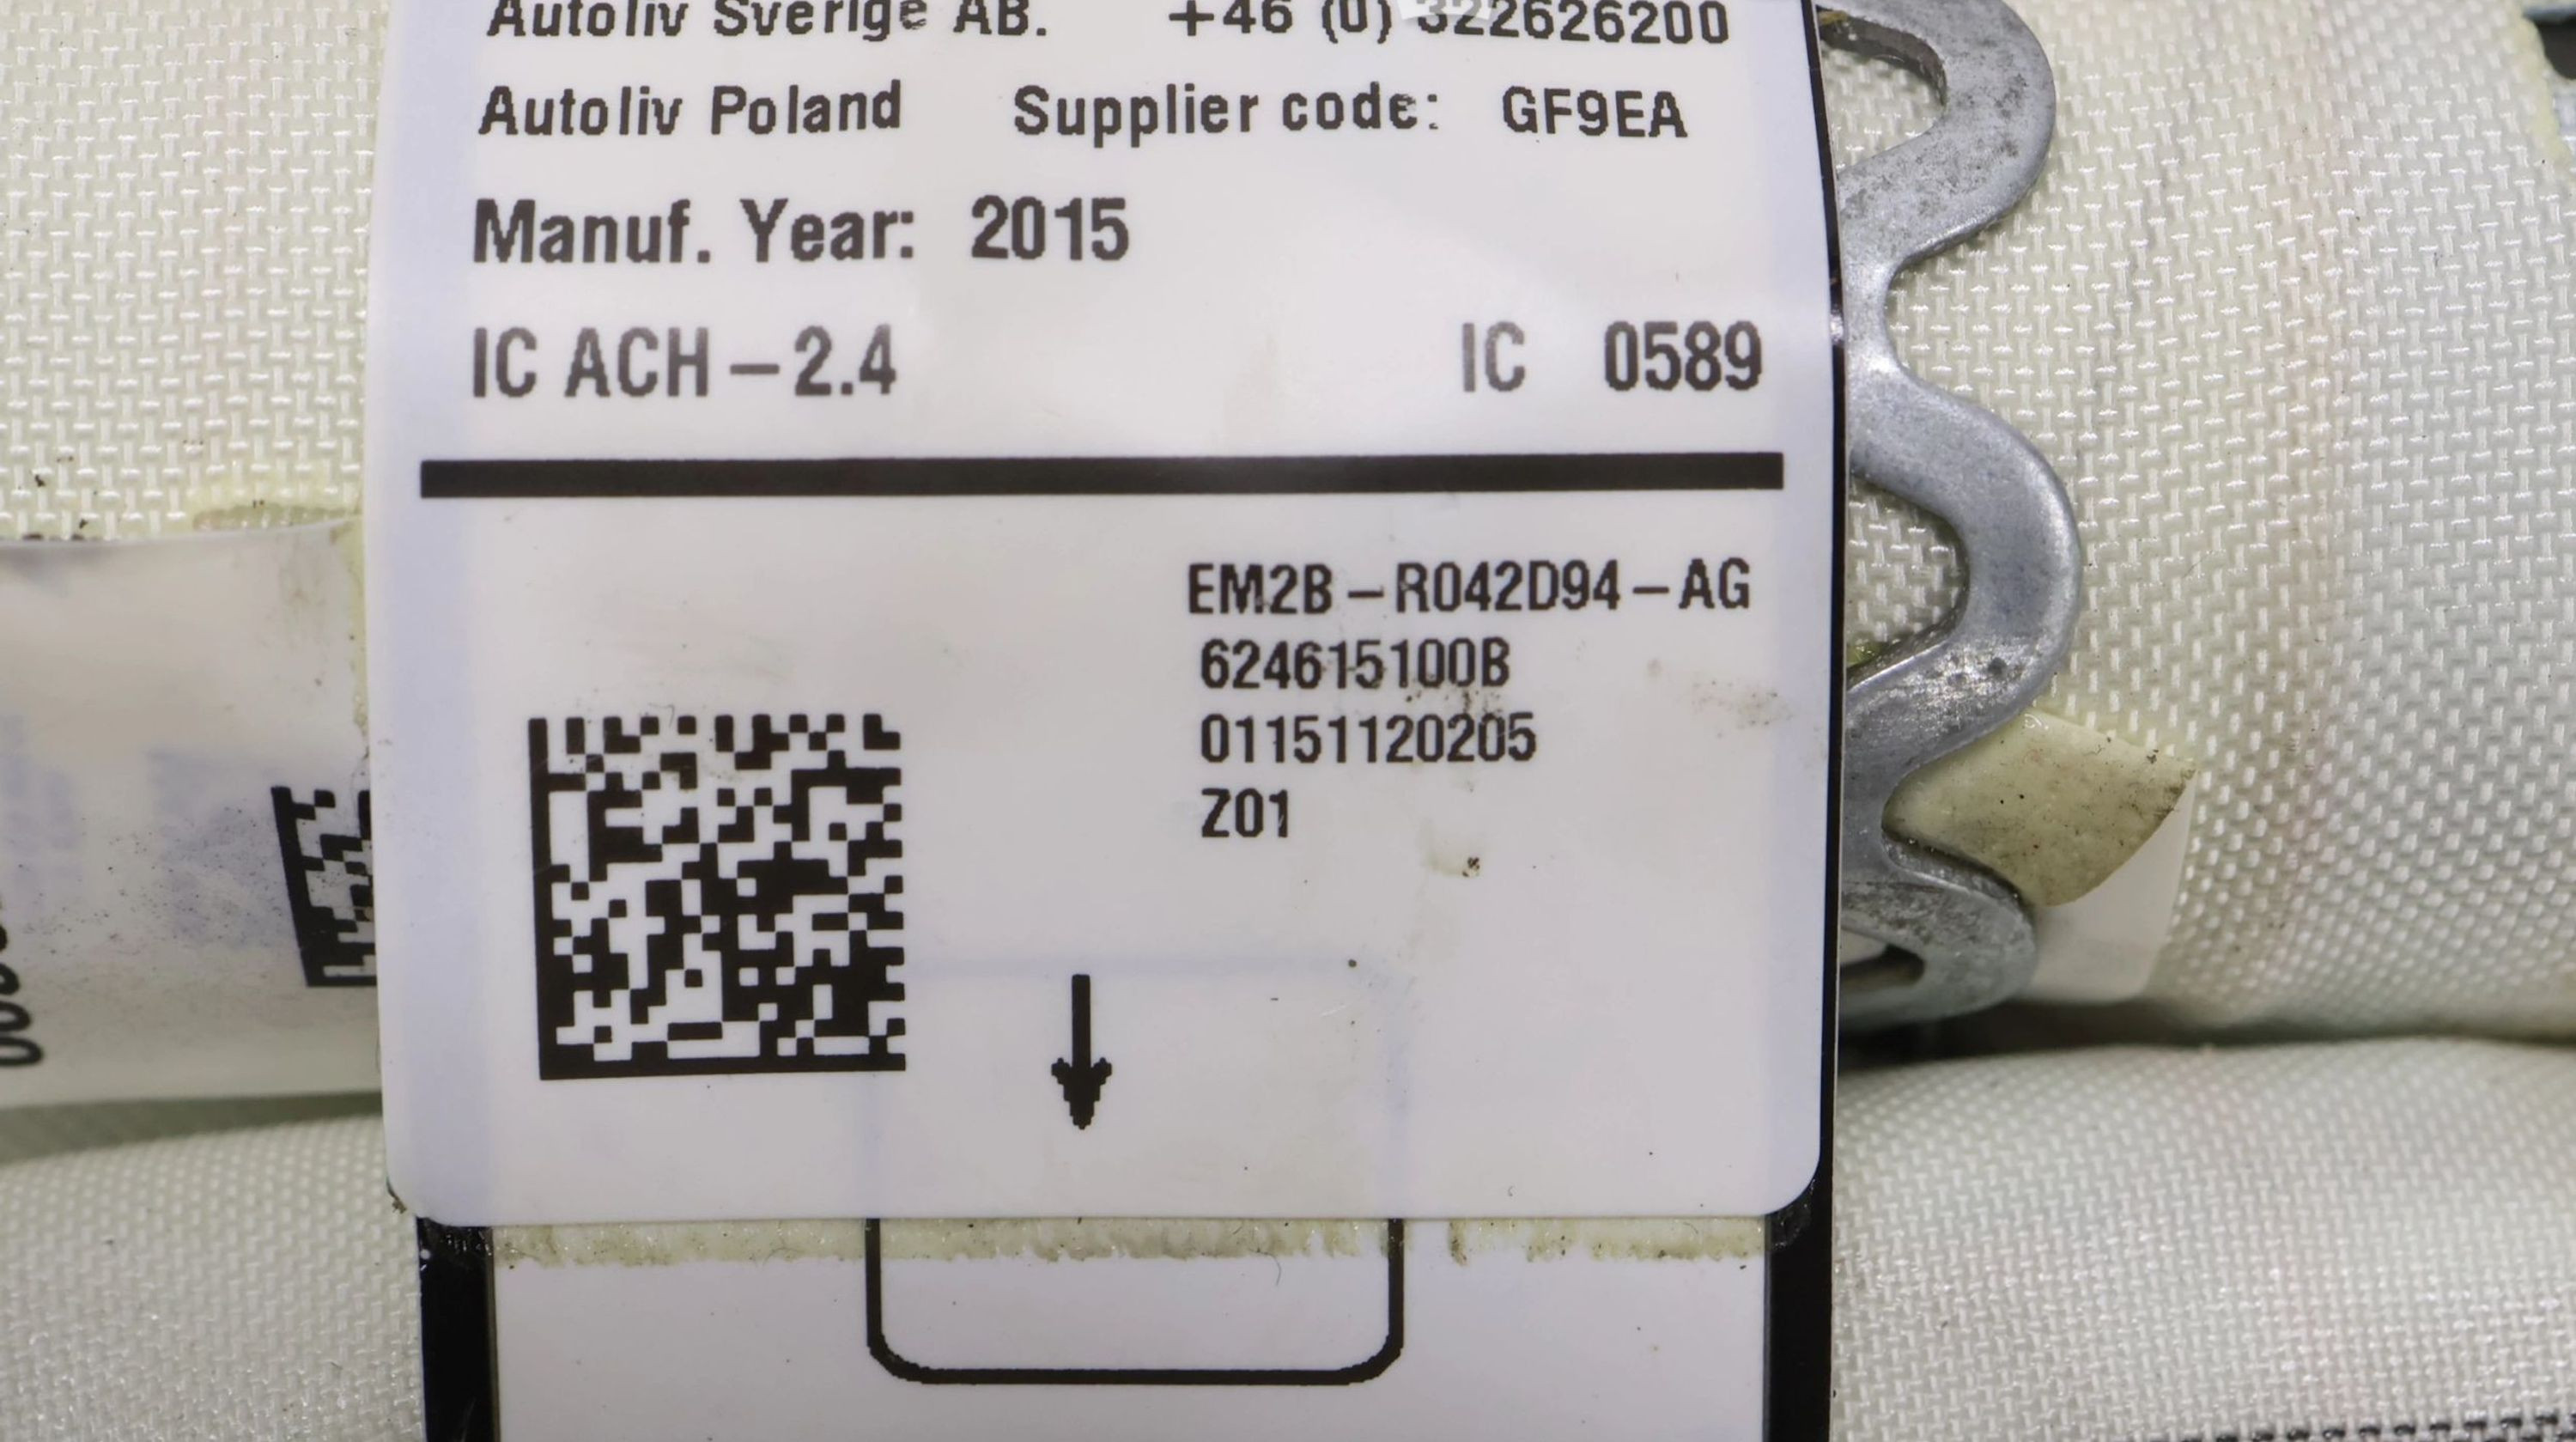 Autoliv Sverige AB. +46 (0) 322626200
Autoliv Poland Supplier code: GF9EA
Manuf. Year: 2015
IC ACH – 2.4 IC 0589
EM2B – R042D94 – AG
624615100B
01151120205
Z01